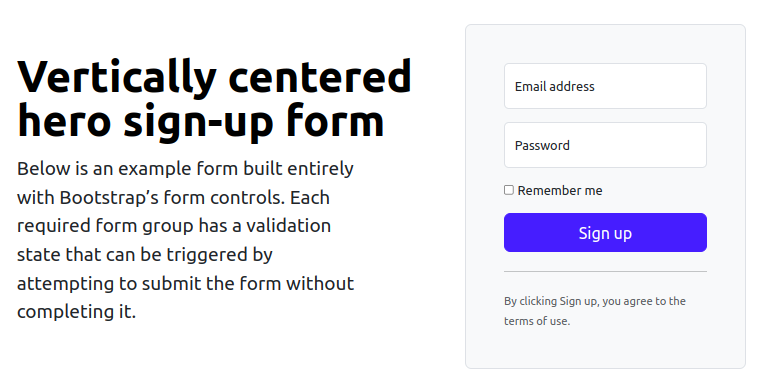 Vertically centered
hero sign-up form
Below is an example form built entirely
with Bootstrap’s form controls. Each
required form group has a validation
state that can be triggered by
attempting to submit the form without
completing it.
Email address
Password
Remember me
Sign up
By clicking Sign up, you agree to the
terms of use.